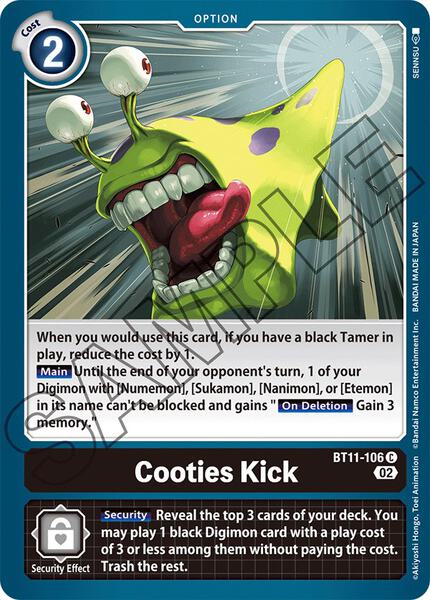 OPTION
Cost
2
SENNSU
BANDAI MADE IN JAPAN
SAMPLE
When you would use this card, if you have a black Tamer in
play, reduce the cost by 1.
Main Until the end of your opponent's turn, 1 of your
Digimon with [Numemon], [Sukamon], [Nanimon], or [Etemon]
in its name can't be blocked and gains " On Deletion Gain 3
memory."
BT11-106 C
Cooties Kick
02
Security Reveal the top 3 cards of your deck. You
may play 1 black Digimon card with a play cost
of 3 or less among them without paying the cost.
Trash the rest.
Security Effect
©Akiyoshi Hongo, Toei Animation ©Bandai Namco Entertainment Inc.